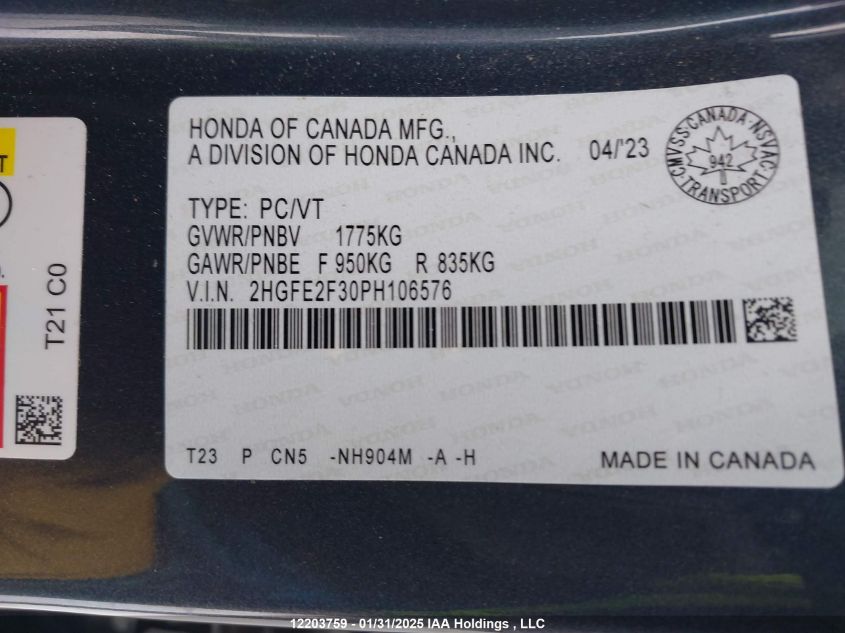 HONDA OF CANADA MFG.,
A DIVISION OF HONDA CANADA INC. 04/'23
CANADA
CMVSS NSVAC
942
TRANSPORT
TYPE: PC/VT
GVWR/PNBV 1775KG
GAWR/PNBE F 950KG R 835KG
V.I.N. 2HGFE2F30PH106576
T23 P CN5 -NH904M -A -H
MADE IN CANADA
T
T21 C0
12203759 - 01/31/2025 IAA Holdings , LLC